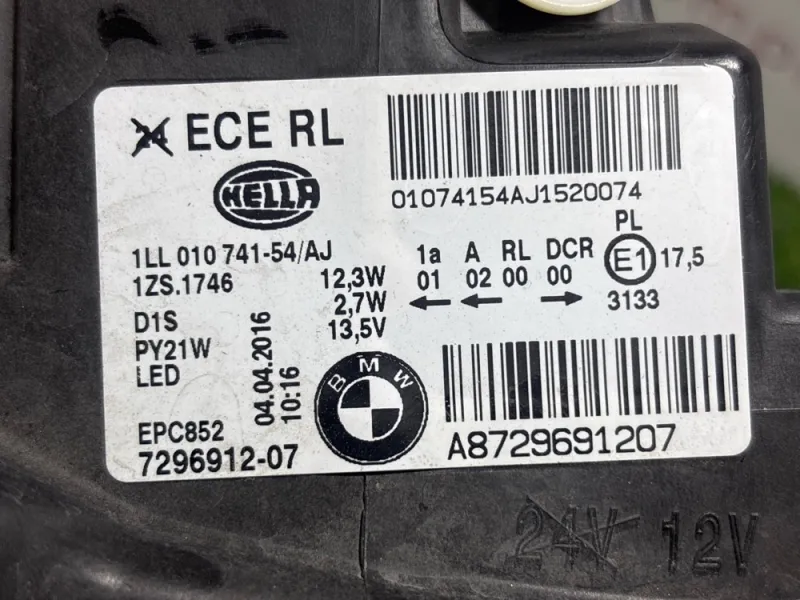 24 ECE RL
HELLA
01074154AJ1520074
1LL 010 741-54/AJ
1ZS.1746
12,3W
2,7W
13,5V
D1S
PY21W
LED
04.04.2016
10:16
1a A RL DCR
01 02 00 00
PL
E1 17,5
3133
BMW
EPC852
7296912-07
A8729691207
24V 12V